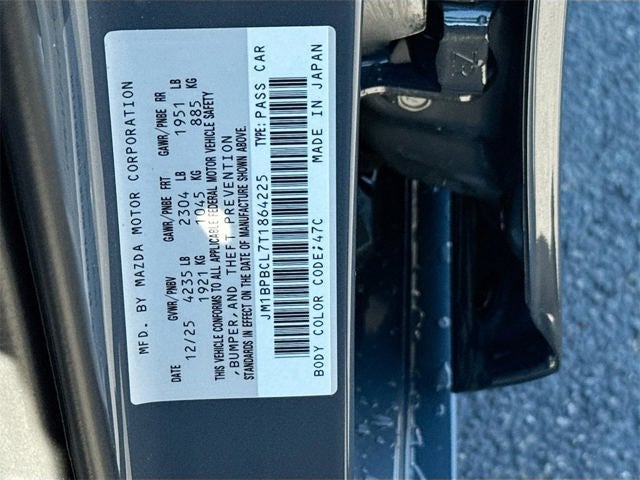 MFD. BY MAZDA MOTOR CORPORATION
DATE GVWR/PNBV GAWR/PNBE FRT GAWR/PNBE RR
12/25 4235 LB 2304 LB 1951 LB
1921 KG 1045 KG 885 KG
THIS VEHICLE CONFORMS TO ALL APPLICABLE FEDERAL MOTOR VEHICLE SAFETY
,BUMPER,AND THEFT PREVENTION
STANDARDS IN EFFECT ON THE DATE OF MANUFACTURE SHOWN ABOVE.
JM1BPBCL7T1864225 TYPE: PASS CAR
BODY COLOR CODE;47C MADE IN JAPAN